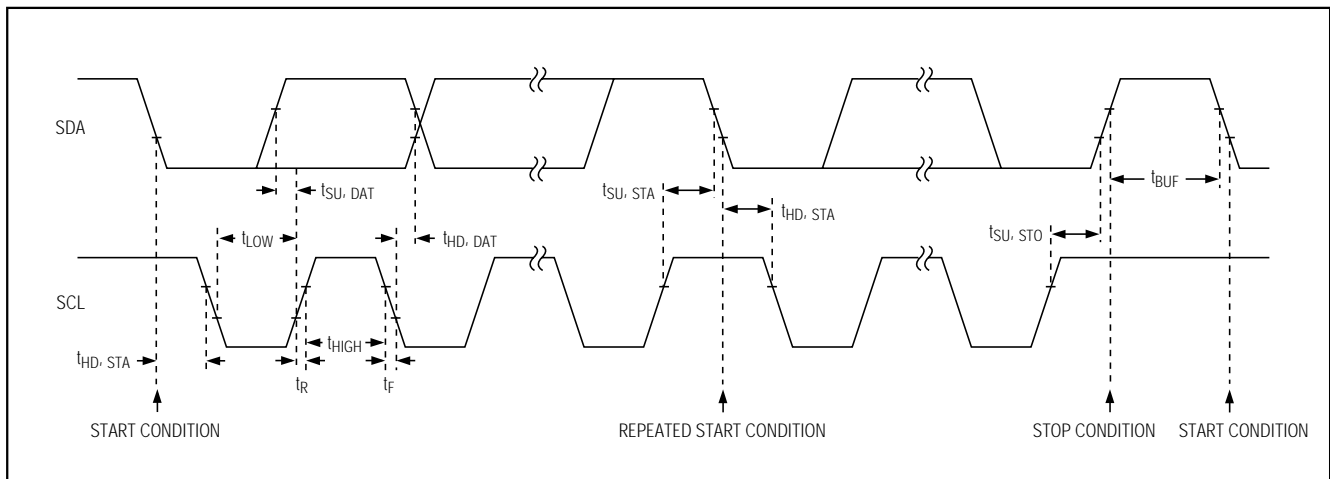 SDA
tSU, DAT
tSU, STA
tBUF
tHD, STA
tLOW
tHD, DAT
tSU, STO
SCL
tHIGH
tHD, STA
tR
tF
START CONDITION
REPEATED START CONDITION
STOP CONDITION
START CONDITION